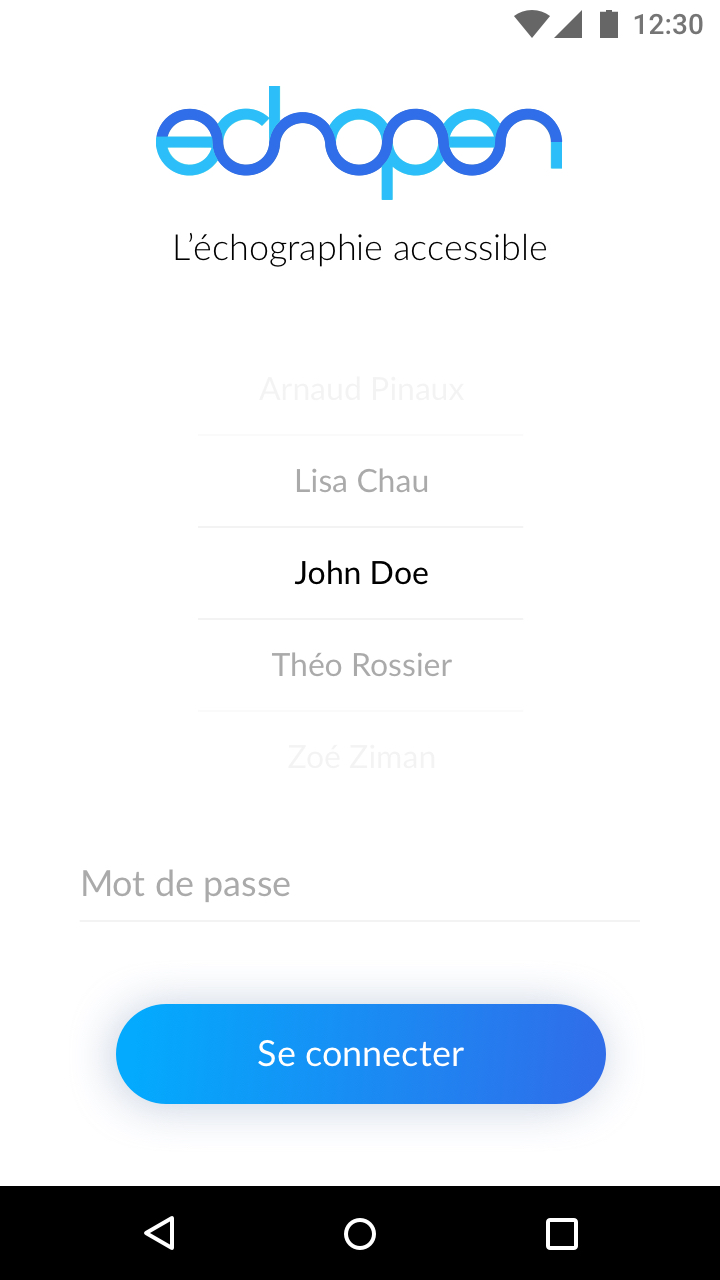 12:30
echopen
L’échographie accessible
Arnaud Pinaux
Lisa Chau
John Doe
Théo Rossier
Zoé Ziman
Mot de passe
Se connecter